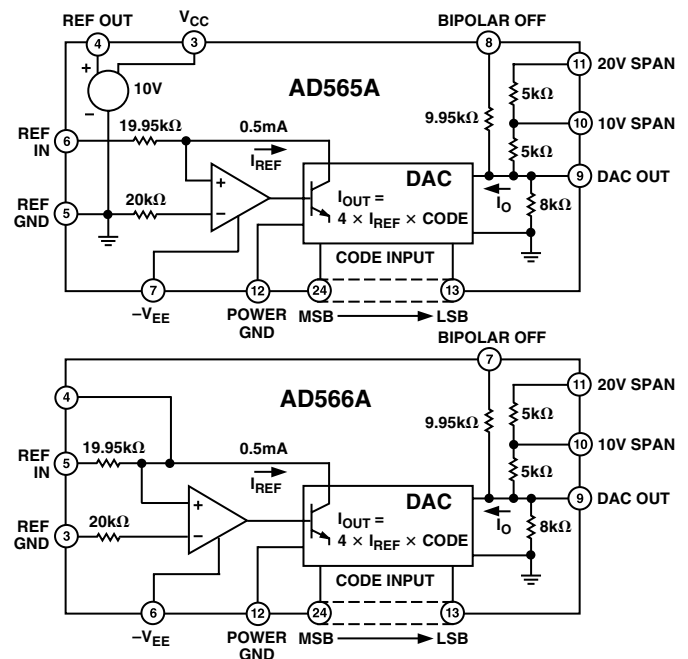 REF OUT
VCC
BIPOLAR OFF
4
3
8
+
–
10V
AD565A
11
20V SPAN
5kΩ
9.95kΩ
10
10V SPAN
5kΩ
REF
IN
6
19.95kΩ
0.5mA
IREF
+
–
DAC
IOUT =
4 × IREF × CODE
IO
9
DAC OUT
8kΩ
REF
GND
5
20kΩ
CODE INPUT
7
12
24
13
–VEE
POWER
GND
MSB
LSB
BIPOLAR OFF
7
4
AD566A
11
20V SPAN
5kΩ
9.95kΩ
10
10V SPAN
5kΩ
REF
IN
5
19.95kΩ
0.5mA
IREF
+
–
DAC
IOUT =
4 × IREF × CODE
IO
9
DAC OUT
8kΩ
REF
GND
3
20kΩ
CODE INPUT
6
12
24
13
–VEE
POWER
GND
MSB
LSB